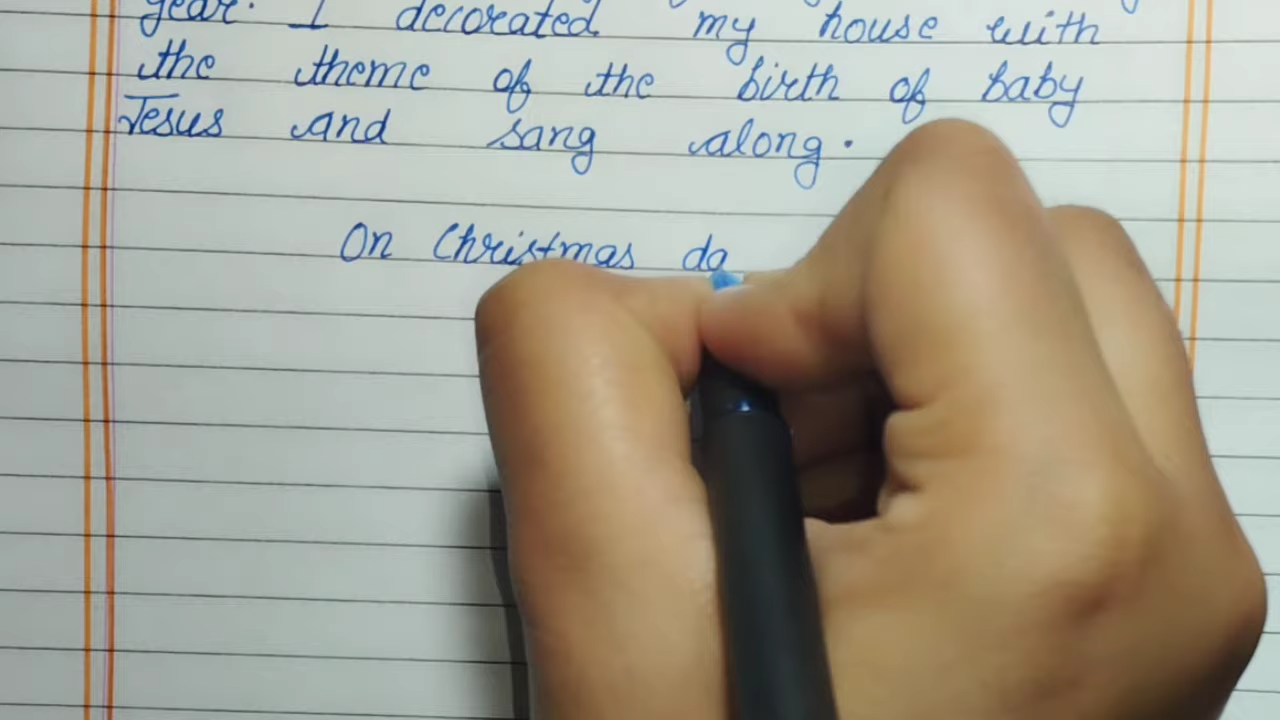 year. I decorated my house with
the theme of the birth of baby
Jesus and sang along.
On Christmas da